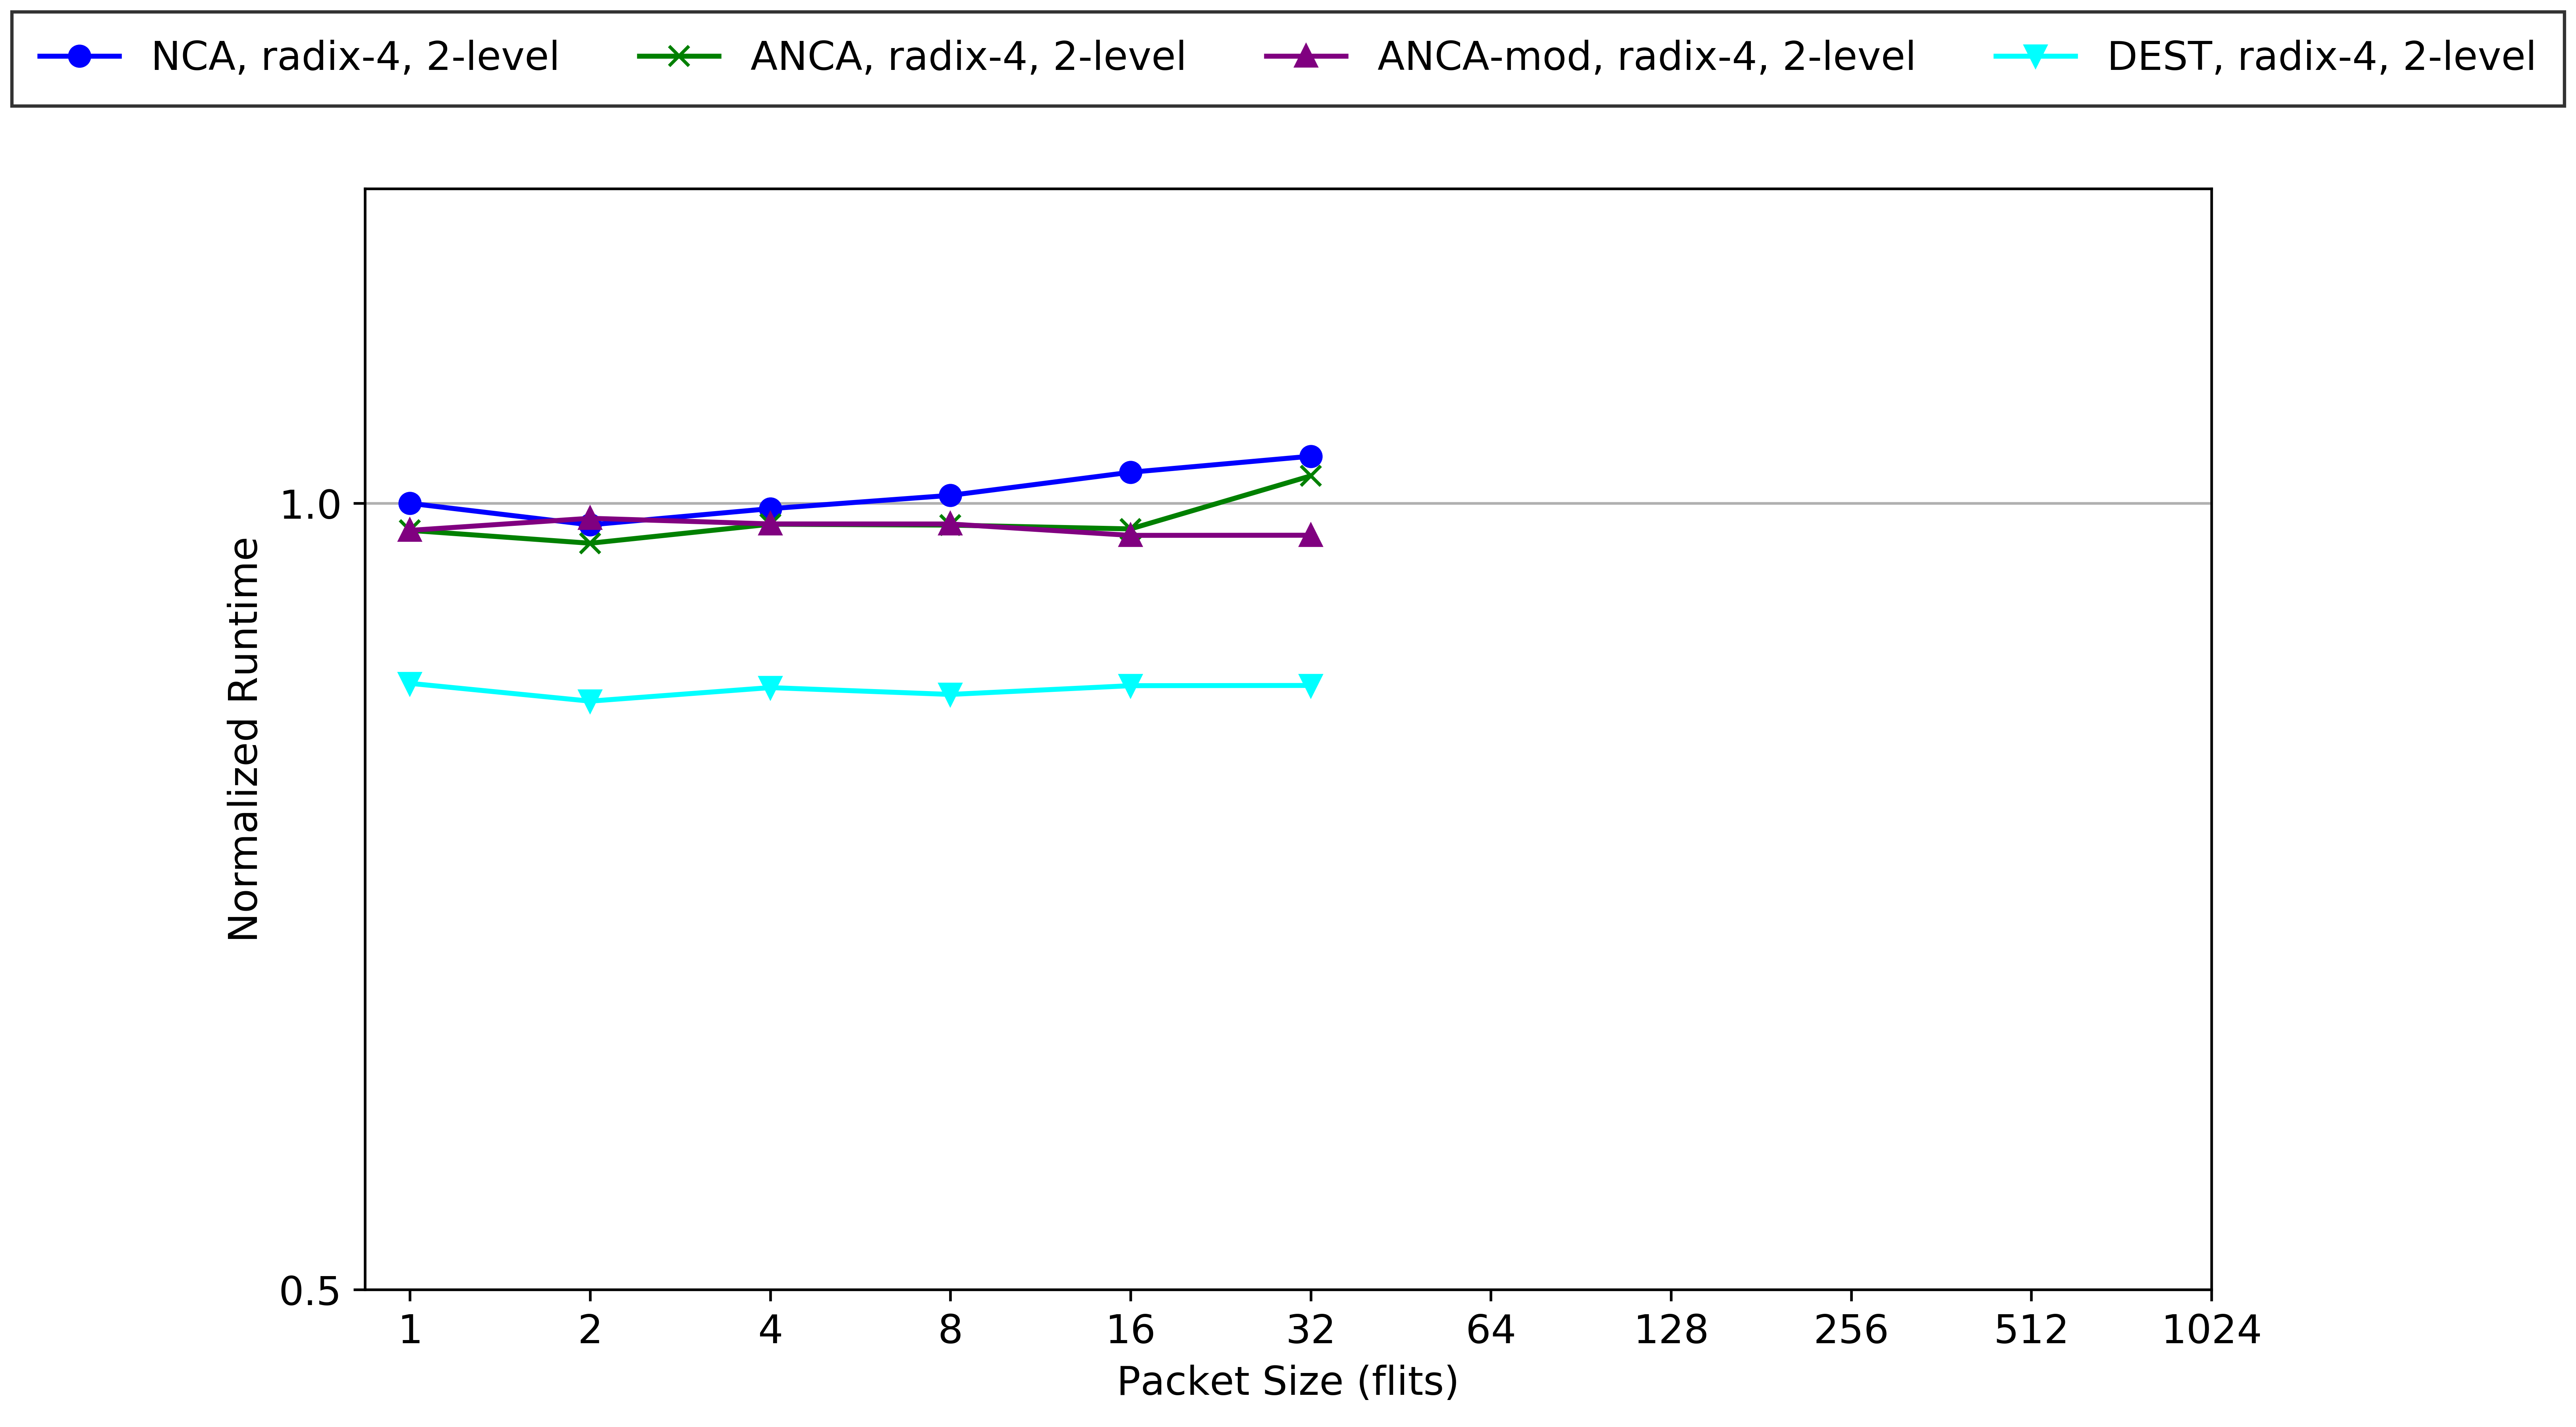 NCA, radix-4, 2-level ANCA, radix-4, 2-level ANCA-mod, radix-4, 2-level DEST, radix-4, 2-level
1.0
Normalized Runtime
0.5
1 2 4 8 16 32 64 128 256 512 1024
Packet Size (flits)